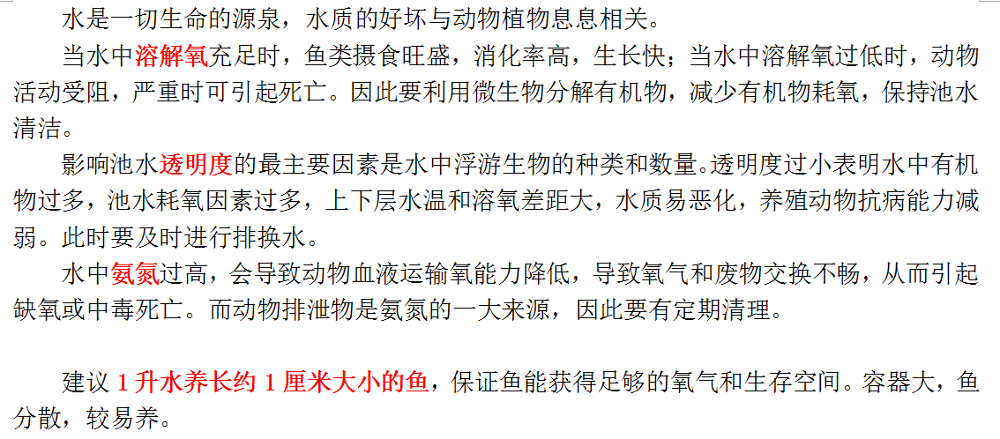 水是一切生命的源泉，水质的好坏与动物植物息息相关。
当水中溶解氧充足时，鱼类摄食旺盛，消化率高，生长快；当水中溶解氧过低时，动物
活动受阻，严重时可引起死亡。因此要利用微生物分解有机物，减少有机物耗氧，保持池水
清洁。
影响池水透明度的最主要因素是水中浮游生物的种类和数量。透明度过小表明水中有机
物过多，池水耗氧因素过多，上下层水温和溶氧差距大，水质易恶化，养殖动物抗病能力减
弱。此时要及时进行排换水。
水中氨氮过高，会导致动物血液运输氧能力降低，导致氧气和废物交换不畅，从而引起
缺氧或中毒死亡。而动物排泄物是氨氮的一大来源，因此要有定期清理。
建议 1 升水养长约 1 厘米大小的鱼，保证鱼能获得足够的氧气和生存空间。容器大，鱼
分散，较易养。